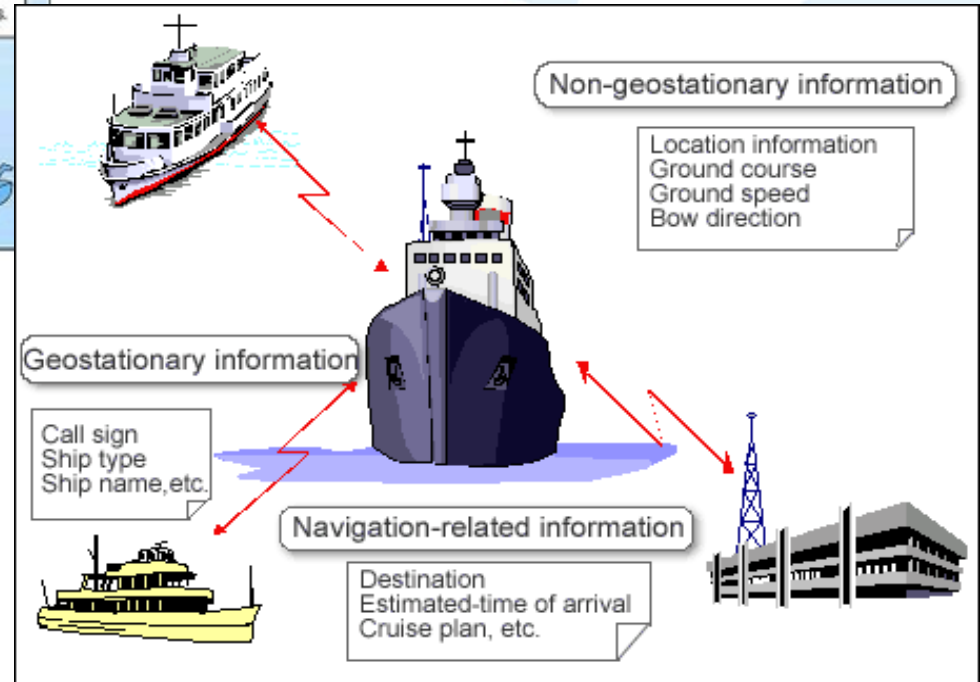 Non-geostationary information
Location information
Ground course
Ground speed
Bow direction
Geostationary information
Call sign
Ship type
Ship name,etc.
Navigation-related information
Destination
Estimated-time of arrival
Cruise plan, etc.